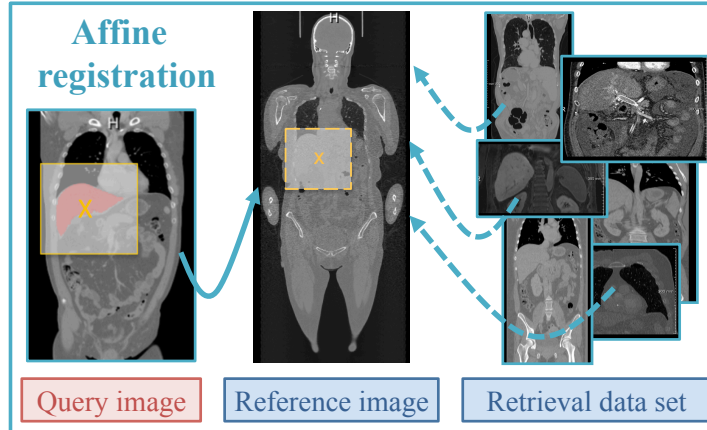 Affine
registration
H
H
X
X
Query image
Reference image
Retrieval data set